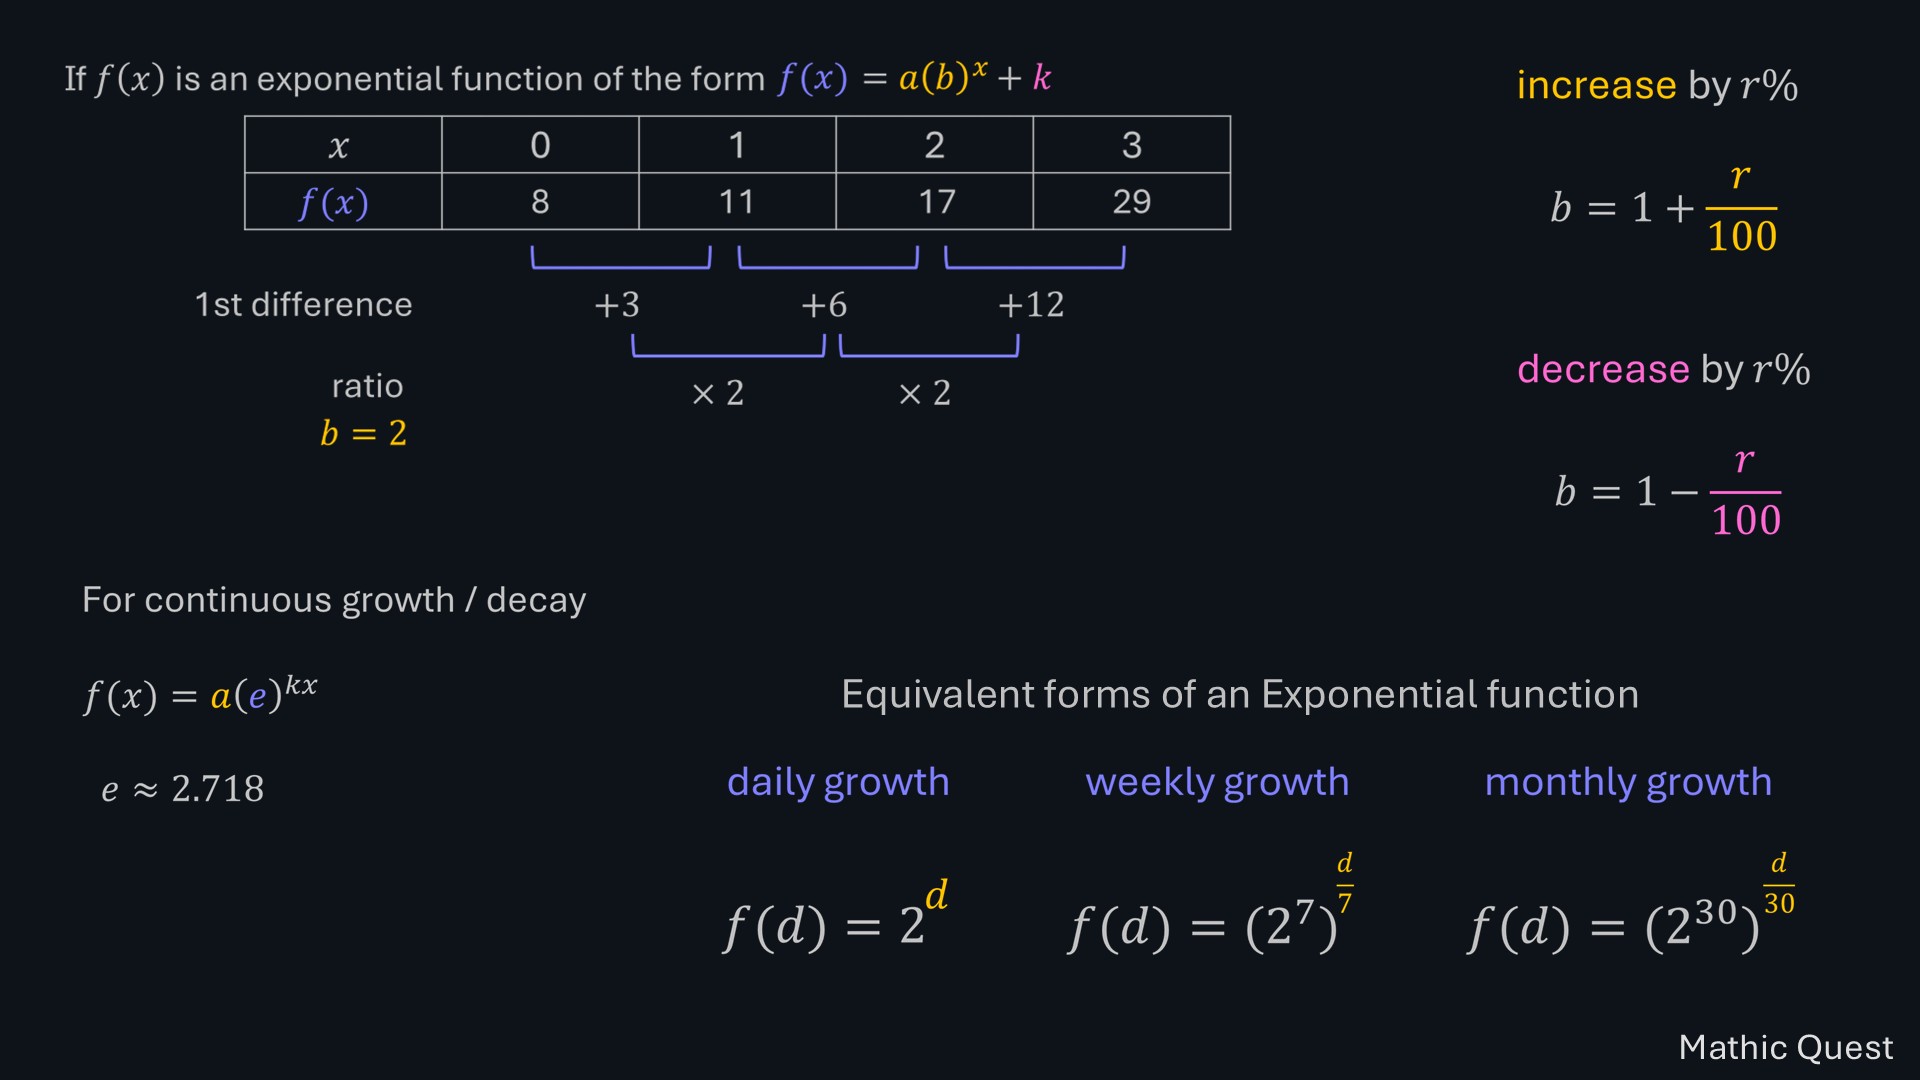 If f(x) is an exponential function of the form f(x) = a(b)^x + k
x 0 1 2 3
f(x) 8 11 17 29
1st difference +3 +6 +12
ratio × 2 × 2
b = 2
increase by r%
b = 1 + r/100
decrease by r%
b = 1 − r/100
For continuous growth / decay
f(x) = a(e)^{kx}
e ≈ 2.718
Equivalent forms of an Exponential function
daily growth weekly growth monthly growth
f(d) = 2^d f(d) = (2^7)^{d/7} f(d) = (2^{30})^{d/30}
Mathic Quest